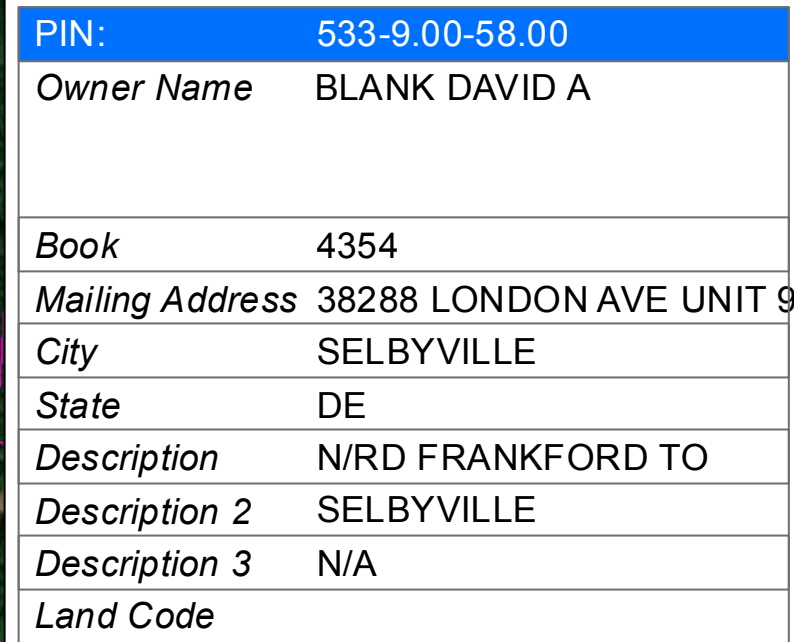 PIN: 533-9.00-58.00
Owner Name BLANK DAVID A
Book 4354
Mailing Address 38288 LONDON AVE UNIT 9
City SELBYVILLE
State DE
Description N/RD FRANKFORD TO
Description 2 SELBYVILLE
Description 3 N/A
Land Code